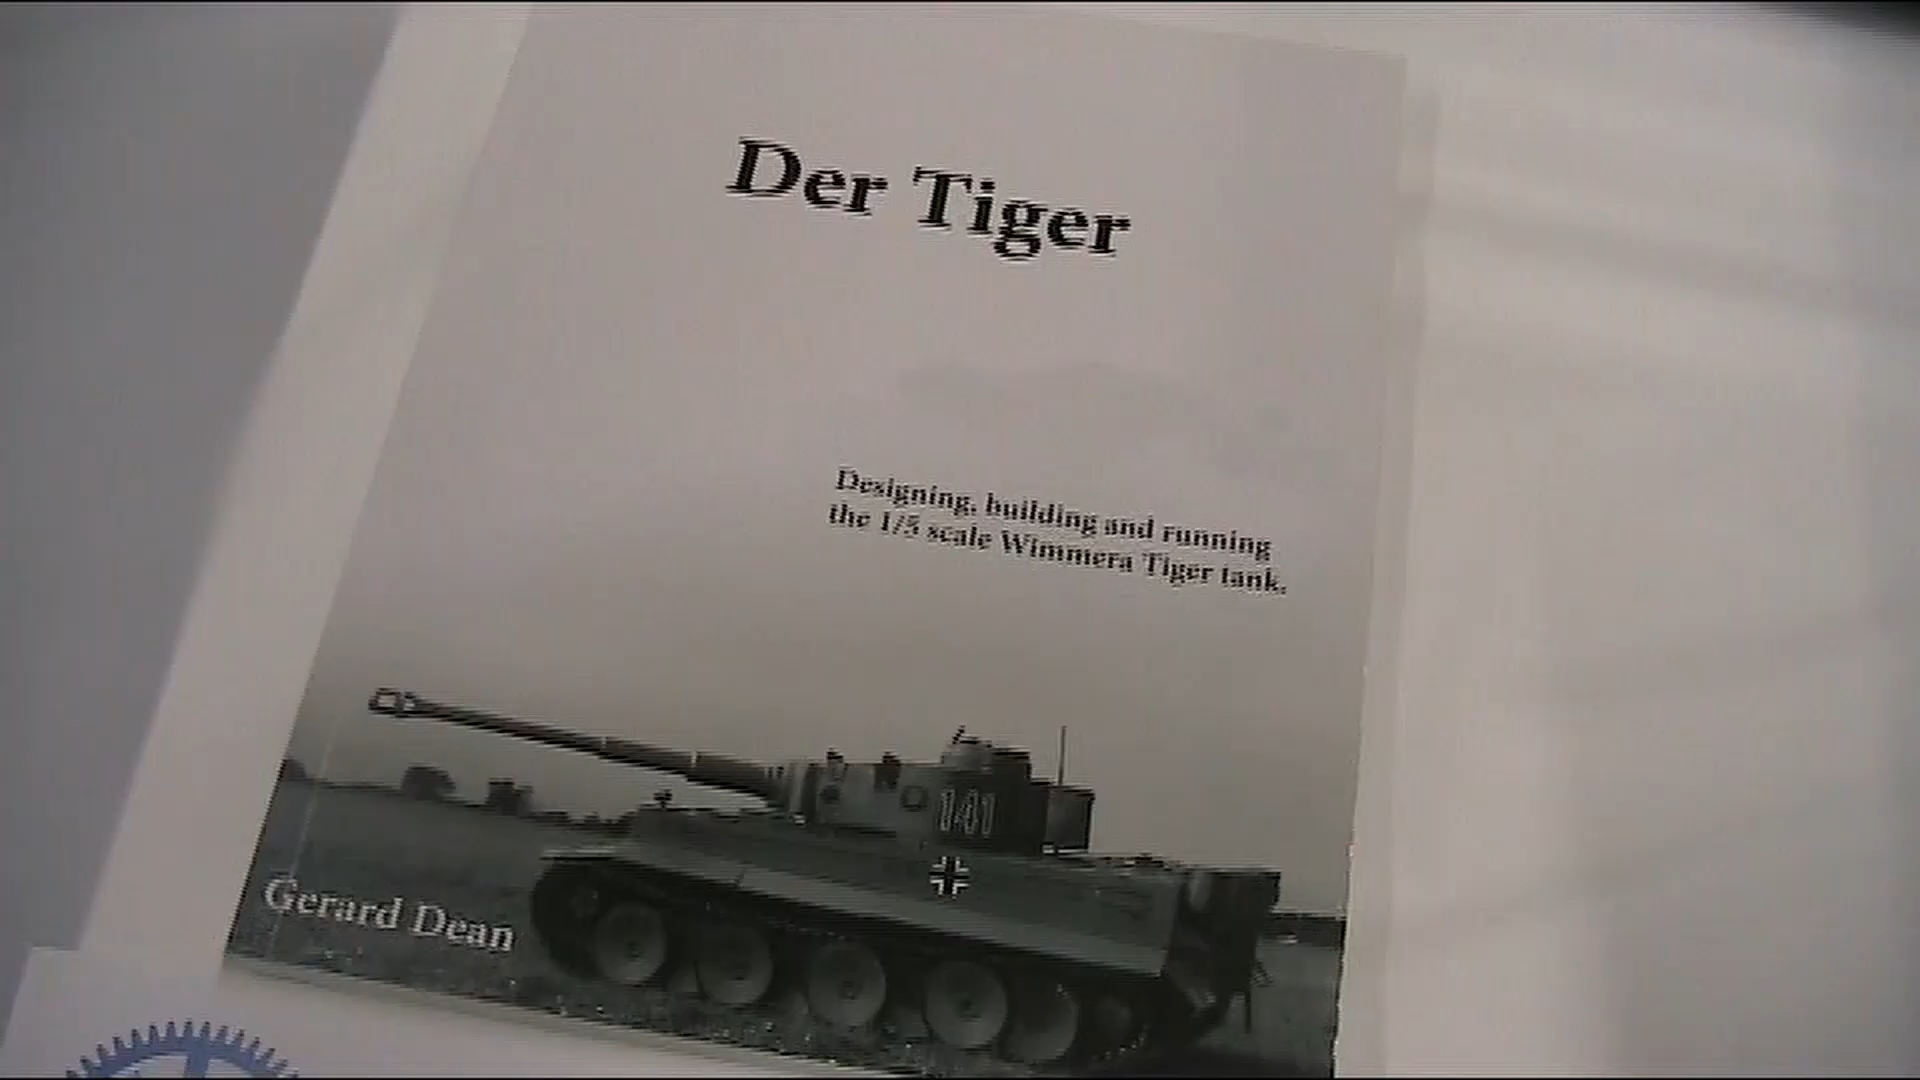 Der Tiger
Designing, building and running
the 1/5 scale Wimmera Tiger tank.
141
Gerard Dean